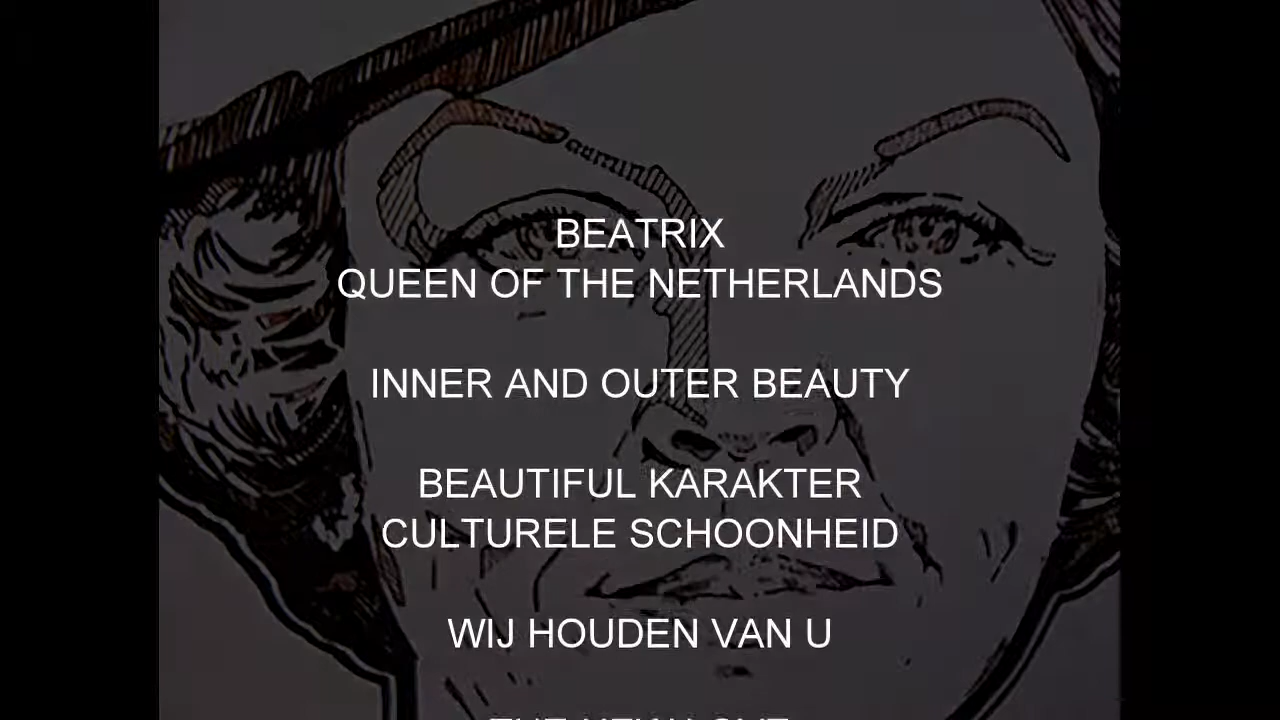 BEATRIX
QUEEN OF THE NETHERLANDS
INNER AND OUTER BEAUTY
BEAUTIFUL KARAKTER
CULTURELE SCHOONHEID
WIJ HOUDEN VAN U